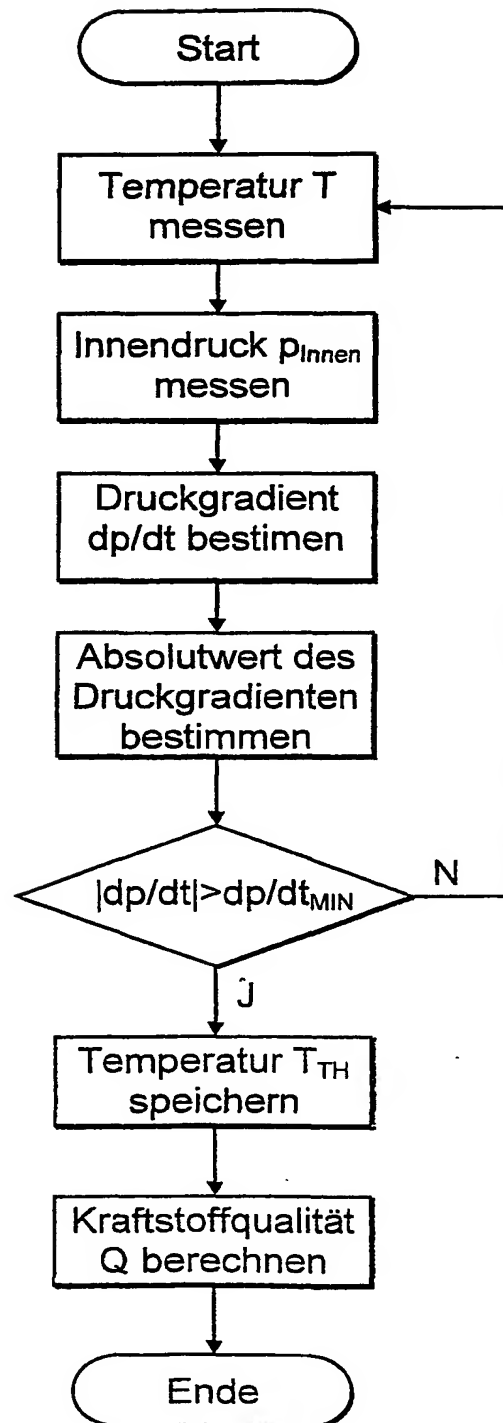 Start
Temperatur T
messen
Innendruck pInnen
messen
Druckgradient
dp/dt bestimen
Absolutwert des
Druckgradienten
bestimmen
|dp/dt|>dp/dtMIN
N
J
Temperatur TTH
speichern
Kraftstoffqualität
Q berechnen
Ende